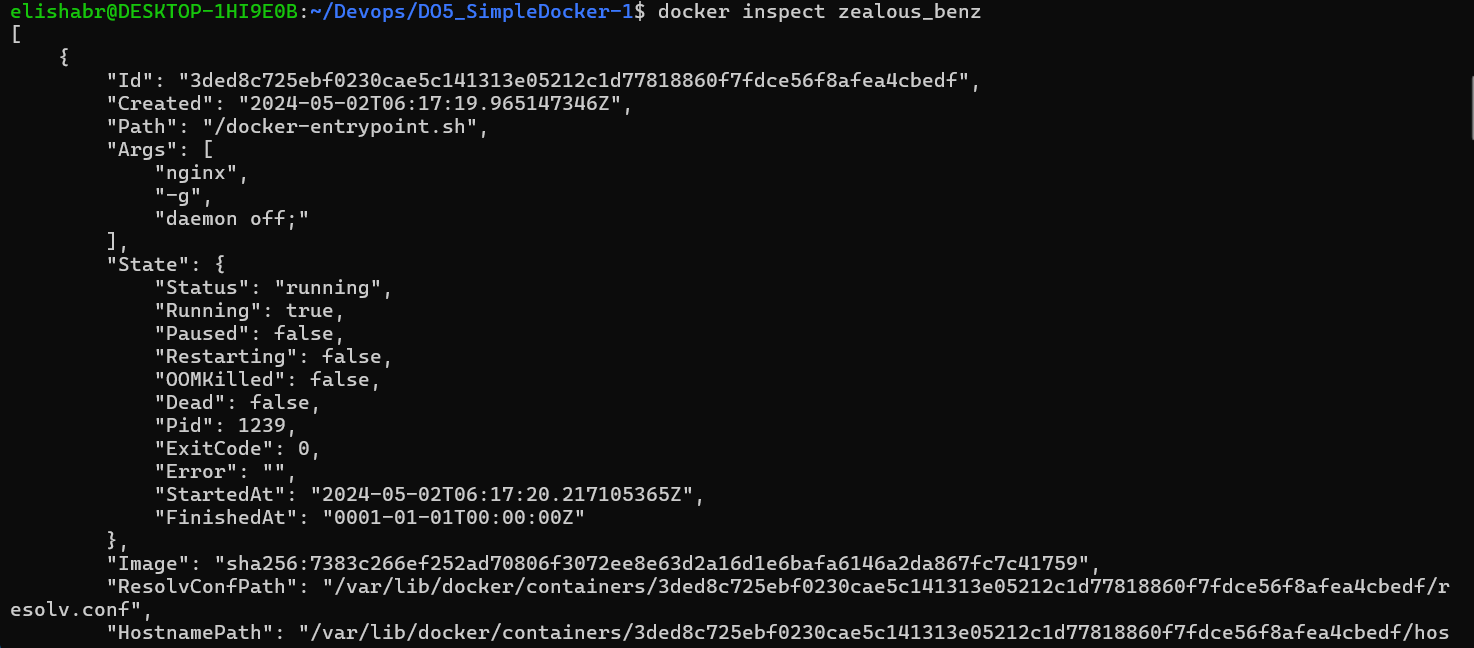 elishabr@DESKTOP-1HI9E0B:~/Devops/DO5_SimpleDocker-1$ docker inspect zealous_benz
[
    {
        "Id": "3ded8c725ebf0230cae5c141313e05212c1d77818860f7fdce56f8afea4cbedf",
        "Created": "2024-05-02T06:17:19.965147346Z",
        "Path": "/docker-entrypoint.sh",
        "Args": [
            "nginx",
            "-g",
            "daemon off;"
        ],
        "State": {
            "Status": "running",
            "Running": true,
            "Paused": false,
            "Restarting": false,
            "OOMKilled": false,
            "Dead": false,
            "Pid": 1239,
            "ExitCode": 0,
            "Error": "",
            "StartedAt": "2024-05-02T06:17:20.217105365Z",
            "FinishedAt": "0001-01-01T00:00:00Z"
        },
        "Image": "sha256:7383c266ef252ad70806f3072ee8e63d2a16d1e6bafa6146a2da867fc7c41759",
        "ResolvConfPath": "/var/lib/docker/containers/3ded8c725ebf0230cae5c141313e05212c1d77818860f7fdce56f8afea4cbedf/r
esolv.conf",
        "HostnamePath": "/var/lib/docker/containers/3ded8c725ebf0230cae5c141313e05212c1d77818860f7fdce56f8afea4cbedf/hos